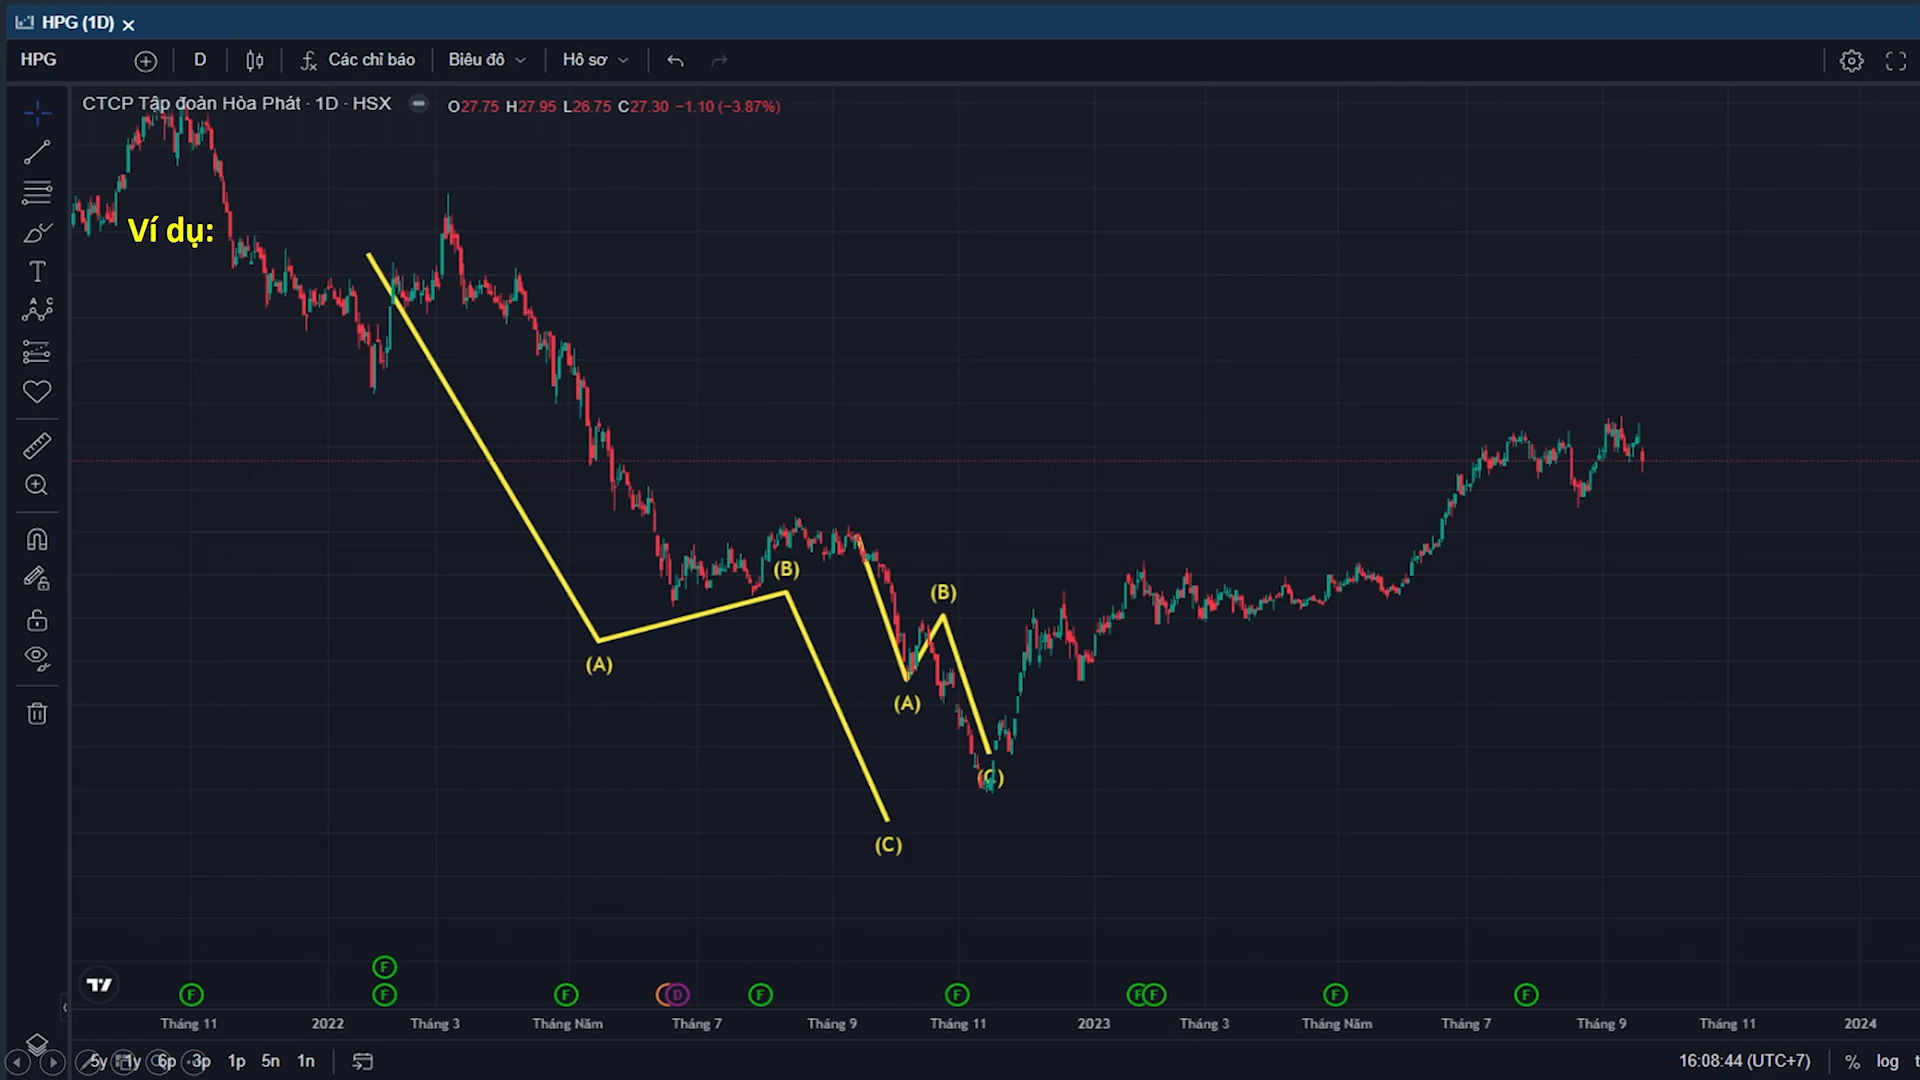 HPG (1D)
HPG D Các chỉ báo Biểu đồ Hồ sơ
CTCP Tập đoàn Hòa Phát · 1D · HSX O27.75 H27.95 L26.75 C27.30 −1.10 (−3.87%)
Ví dụ:
(B)
(B)
(A)
(A)
(C)
(C)
F
F F F D F F F F F F
Tháng 11 2022 Tháng 3 Tháng Năm Tháng 7 Tháng 9 Tháng 11 2023 Tháng 3 Tháng Năm Tháng 7 Tháng 9 Tháng 11 2024
5y 1y 6p 3p 1p 5n 1n 16:08:44 (UTC+7) % log